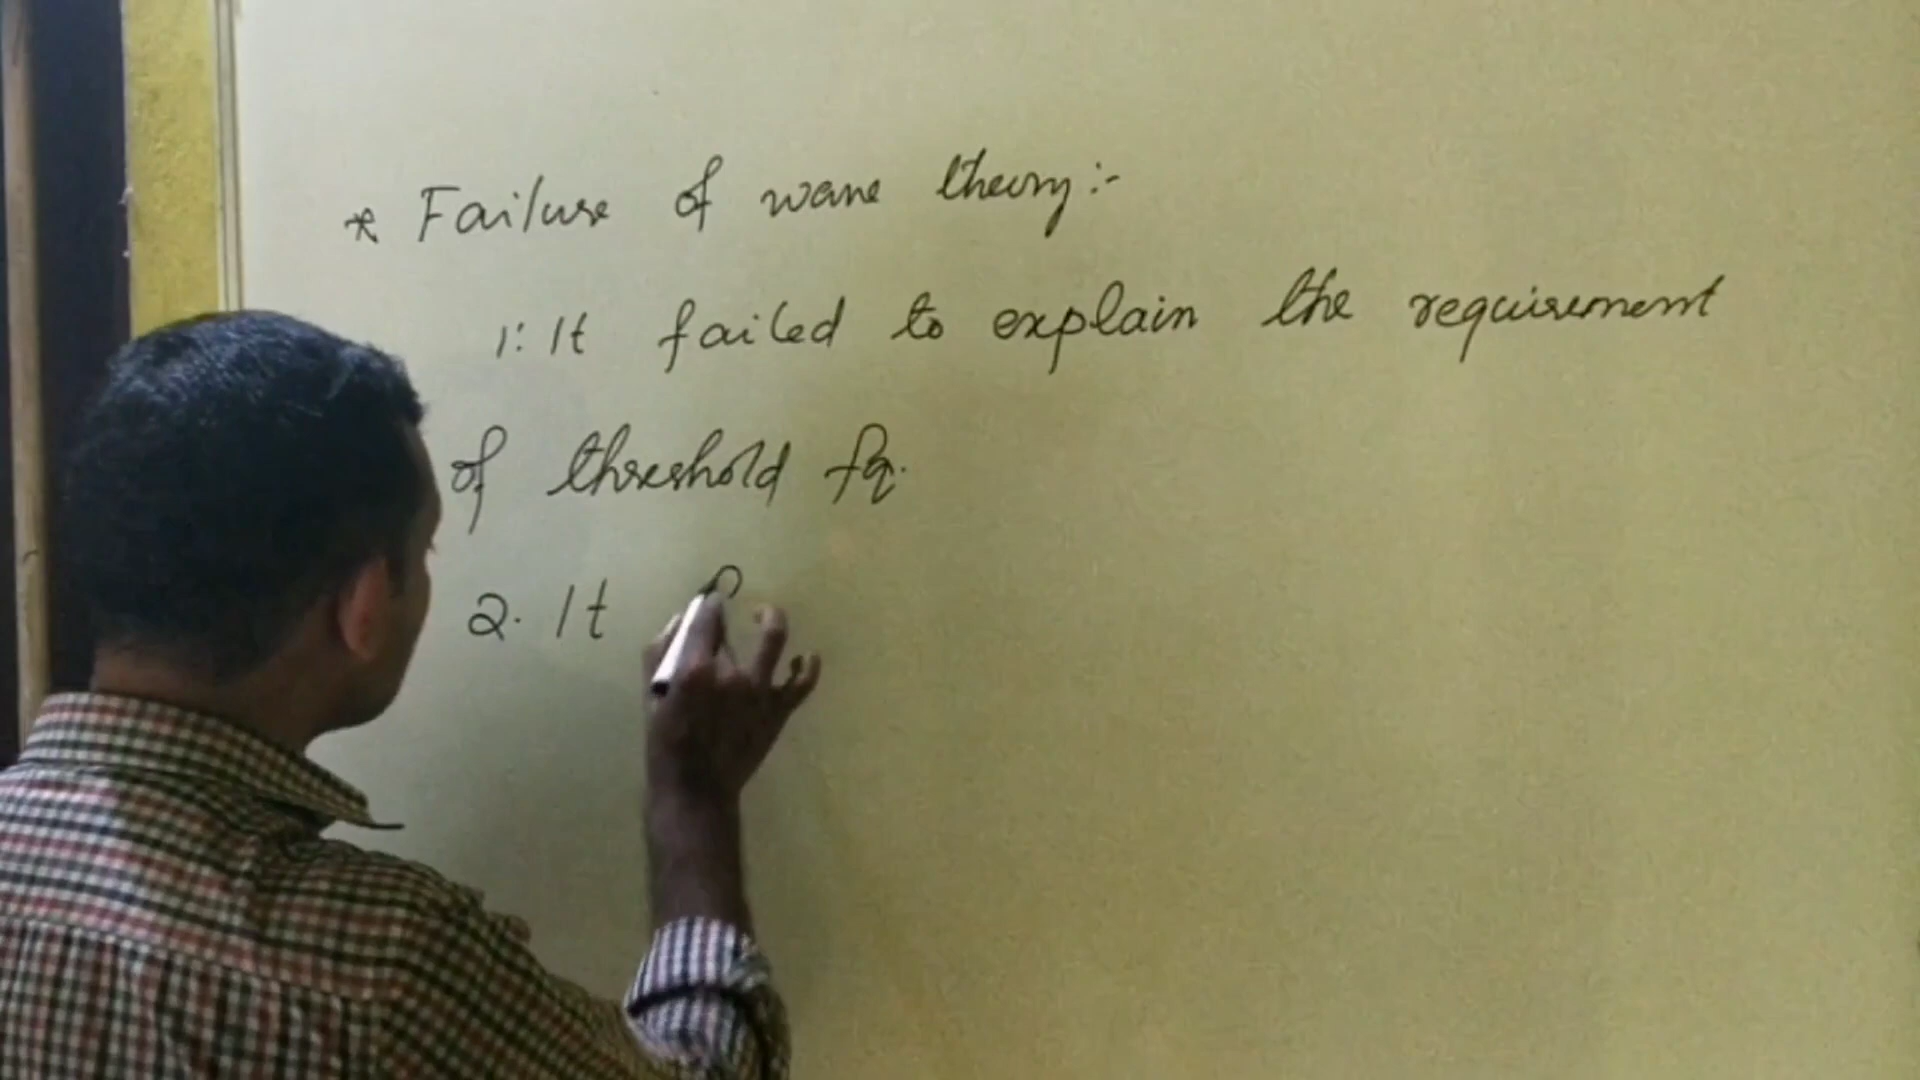 * Failure of wave theory:-
1: It failed to explain the requirement
of threshold fq.
2. It f